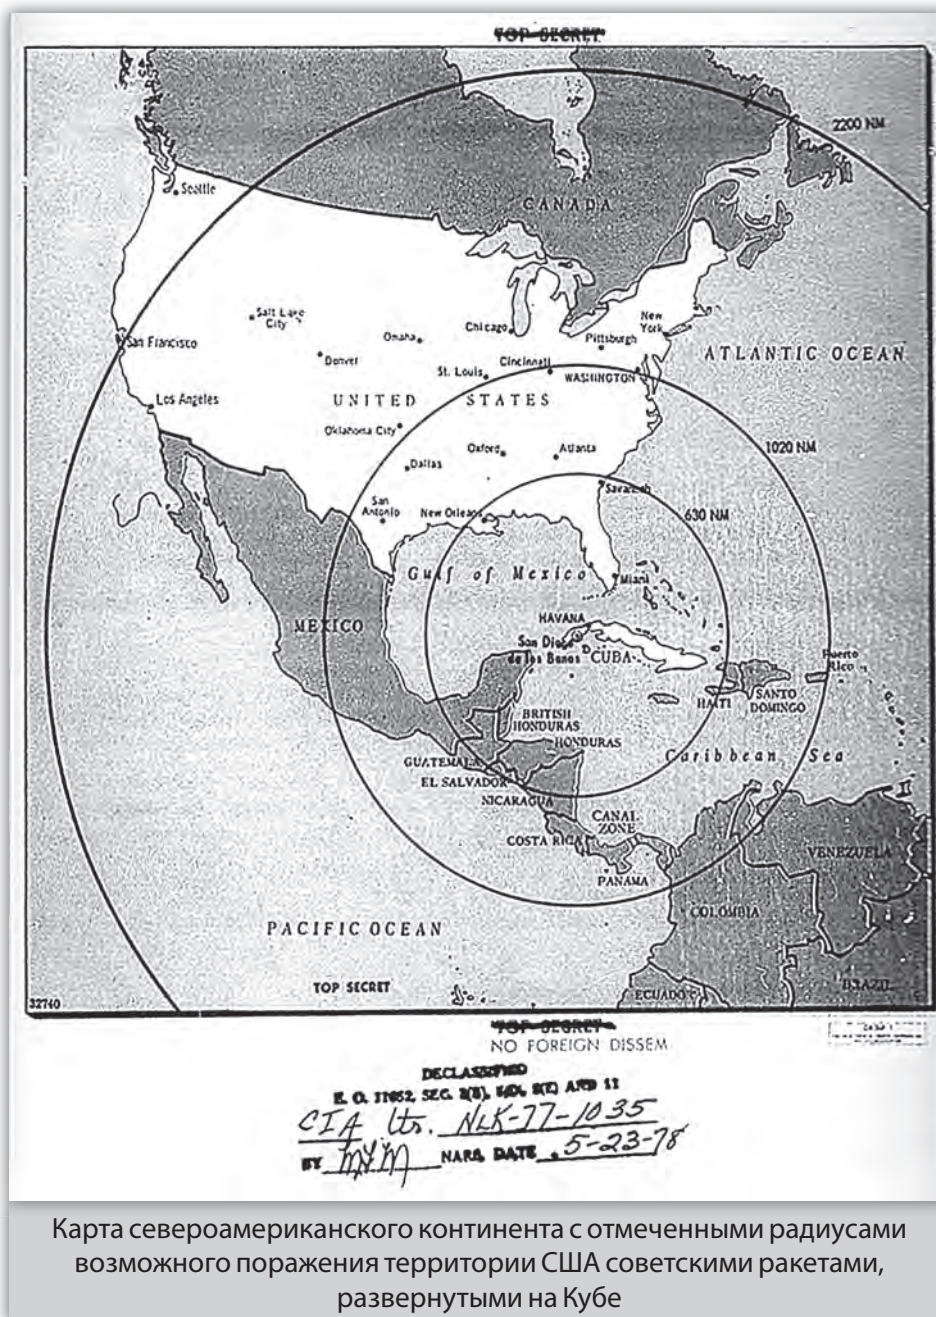 TOP SECRET
2200 NM
Seattle
CANADA
Salt Lake
City
New
York
San Francisco
Omaha
Chicago
Pittsburgh
Denver
Cincinnati
ATLANTIC OCEAN
St. Louis
WASHINGTON
Los Angeles
UNITED STATES
Oklahoma City
1020 NM
Oxford
Atlanta
Dallas
Savannah
San
Antonio
New Orleans
630 NM
Gulf of Mexico
Miami
HAVANA
MEXICO
San Diego
de los Banos
CUBA
Puerto
Rico
HAITI
SANTO
DOMINGO
BRITISH
HONDURAS
HONDURAS
Caribbean Sea
GUATEMALA
EL SALVADOR
NICARAGUA
CANAL
ZONE
COSTA RICA
VENEZUELA
PANAMA
COLOMBIA
PACIFIC OCEAN
TOP SECRET
ECUADOR
BRAZIL
32740
TOP SECRET
NO FOREIGN DISSEM
DECLASSIFIED
E. O. 11652, SEC. AND 11
CIA ltr. NLK-77-1035
BY NARS, DATE 5-23-78
Карта североамериканского континента с отмеченными радиусами
возможного поражения территории США советскими ракетами,
развернутыми на Кубе